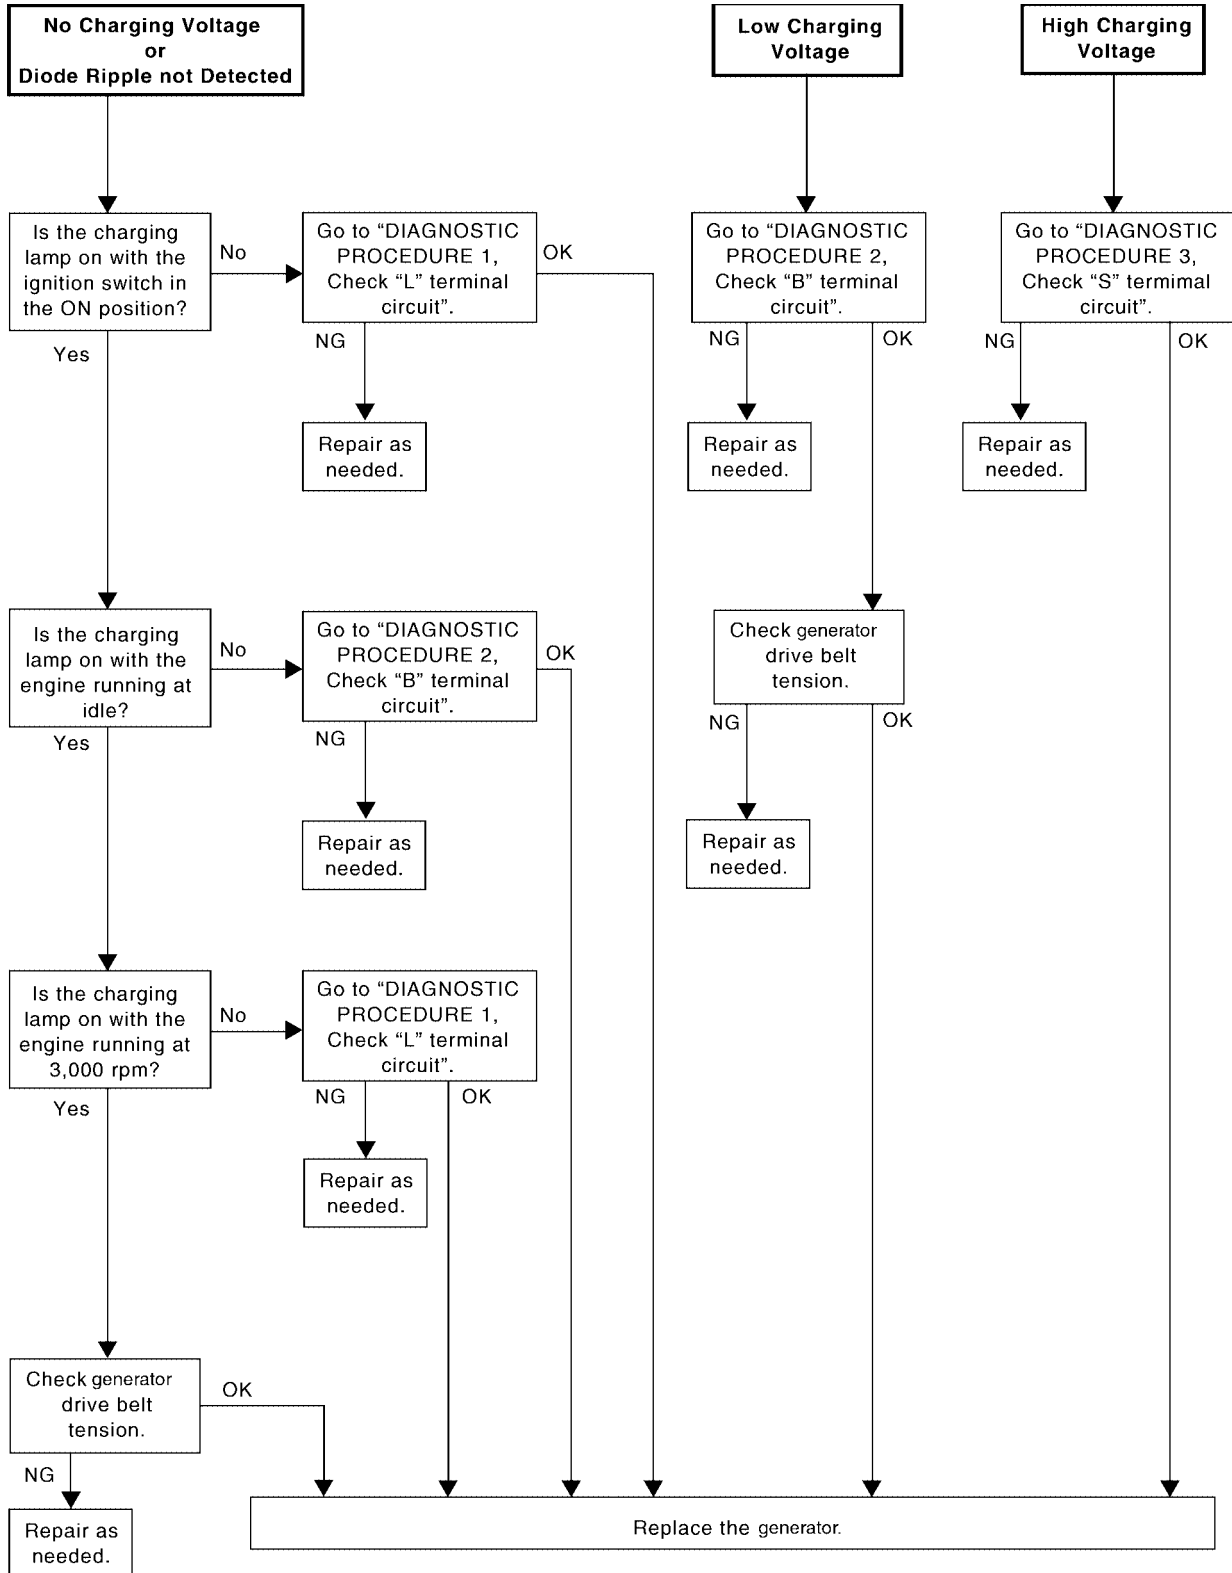 No Charging Voltage
or
Diode Ripple not Detected
Low Charging
Voltage
High Charging
Voltage
Is the charging
lamp on with the
ignition switch in
the ON position?
No
Go to “DIAGNOSTIC
PROCEDURE 1,
Check “L” terminal
circuit”.
OK
Go to “DIAGNOSTIC
PROCEDURE 2,
Check “B” terminal
circuit”.
Go to “DIAGNOSTIC
PROCEDURE 3,
Check “S” termimal
circuit”.
Yes
NG
NG
OK
NG
OK
Repair as
needed.
Repair as
needed.
Repair as
needed.
Is the charging
lamp on with the
engine running at
idle?
No
Go to “DIAGNOSTIC
PROCEDURE 2,
Check “B” terminal
circuit”.
OK
Check generator
drive belt
tension.
Yes
NG
NG
OK
Repair as
needed.
Repair as
needed.
Is the charging
lamp on with the
engine running at
3,000 rpm?
No
Go to “DIAGNOSTIC
PROCEDURE 1,
Check “L” terminal
circuit”.
Yes
NG
OK
Repair as
needed.
Check generator
drive belt
tension.
OK
NG
Repair as
needed.
Replace the generator.